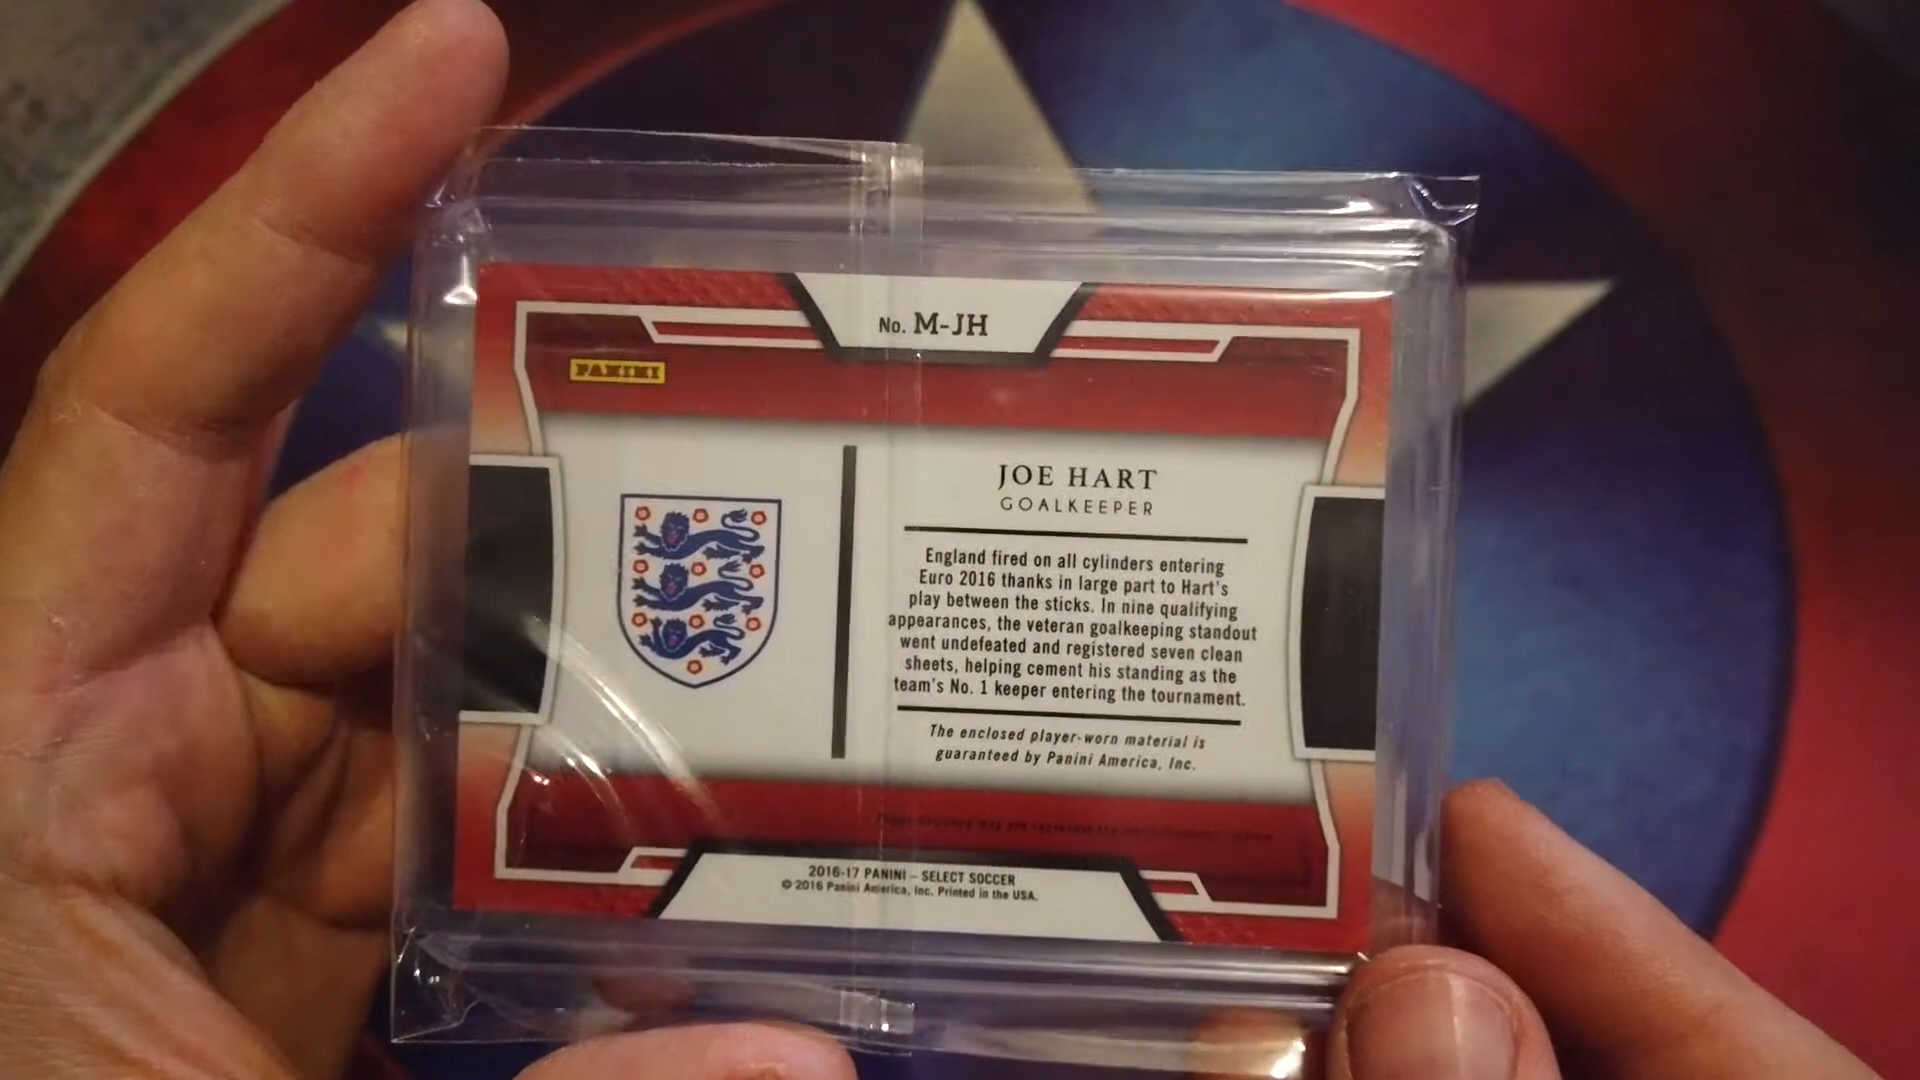 No. M-JH
PANINI
JOE HART
GOALKEEPER
England fired on all cylinders entering
Euro 2016 thanks in large part to Hart's
play between the sticks. In nine qualifying
appearances, the veteran goalkeeping standout
went undefeated and registered seven clean
sheets, helping cement his standing as the
team's No. 1 keeper entering the tournament.
The enclosed player-worn material is
guaranteed by Panini America, Inc.
2016-17 PANINI – SELECT SOCCER
© 2016 Panini America, Inc. Printed in the USA.